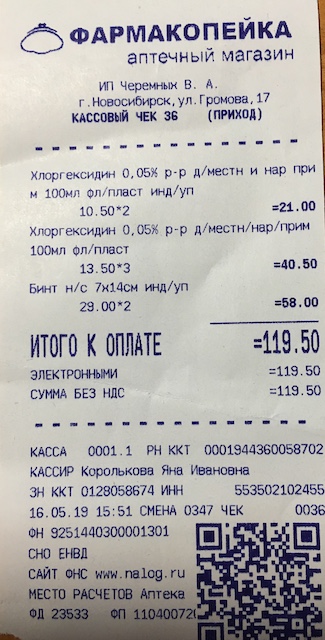 ФАРМАКОПЕЙКА
аптечный магазин
ИП Черемных В. А.
г.Новосибирск,ул.Громова,17
КАССОВЫЙ ЧЕК 36 (ПРИХОД)
Хлоргексидин 0,05% р-р д/местн и нар при
м 100мл фл/пласт инд/уп
10.50*2 =21.00
Хлоргексидин 0,05% р-р д/местн/нар/прим
100мл фл/пласт
13.50*3 =40.50
Бинт н/с 7х14см инд/уп
29.00*2 =58.00
ИТОГО К ОПЛАТЕ =119.50
ЭЛЕКТРОННЫМИ =119.50
СУММА БЕЗ НДС =119.50
КАССА 0001.1 РН ККТ 0001944360058702
КАССИР Королькова Яна Ивановна
ЗН ККТ 0128058674 ИНН 553502102455
16.05.19 15:51 СМЕНА 0347 ЧЕК 0036
ФН 9251440300001301
СНО ЕНВД
САЙТ ФНС www.nalog.ru
МЕСТО РАСЧЕТОВ Аптека
ФД 23533 ФП